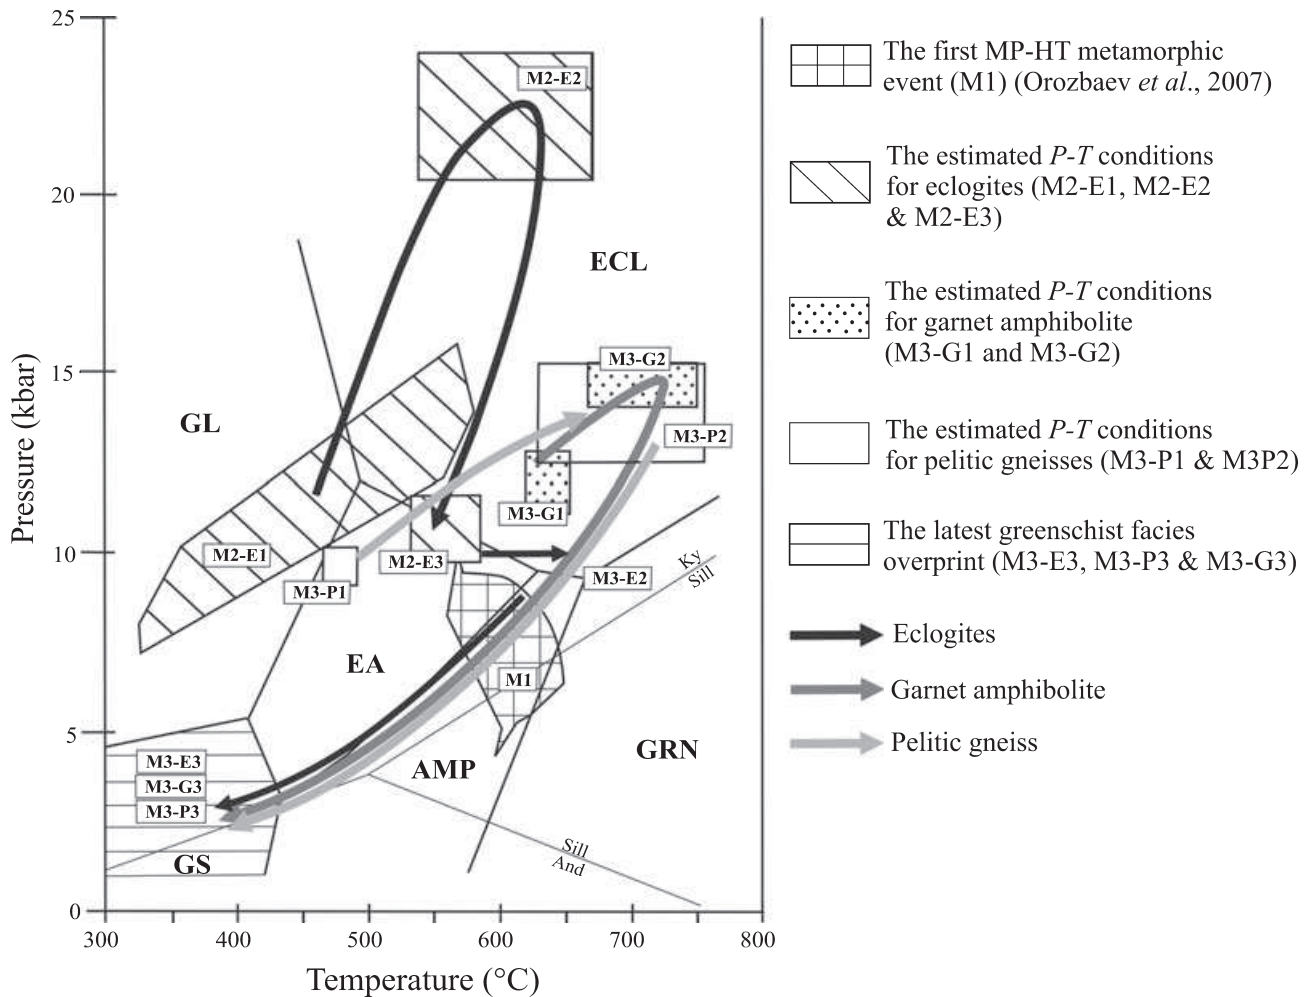 25
20
15
10
5
0
Pressure (kbar)
300
400
500
600
700
800
Temperature (°C)
M2-E2
ECL
GL
M3-G2
M3-P2
M3-G1
M2-E1
M2-E3
M3-P1
M3-E2
Ky
Sill
EA
M1
GRN
AMP
M3-E3
M3-G3
M3-P3
GS
Sill
And
The first MP-HT metamorphic
event (M1) (Orozbaev et al., 2007)
The estimated P-T conditions
for eclogites (M2-E1, M2-E2
& M2-E3)
The estimated P-T conditions
for garnet amphibolite
(M3-G1 and M3-G2)
The estimated P-T conditions
for pelitic gneisses (M3-P1 & M3P2)
The latest greenschist facies
overprint (M3-E3, M3-P3 & M3-G3)
Eclogites
Garnet amphibolite
Pelitic gneiss